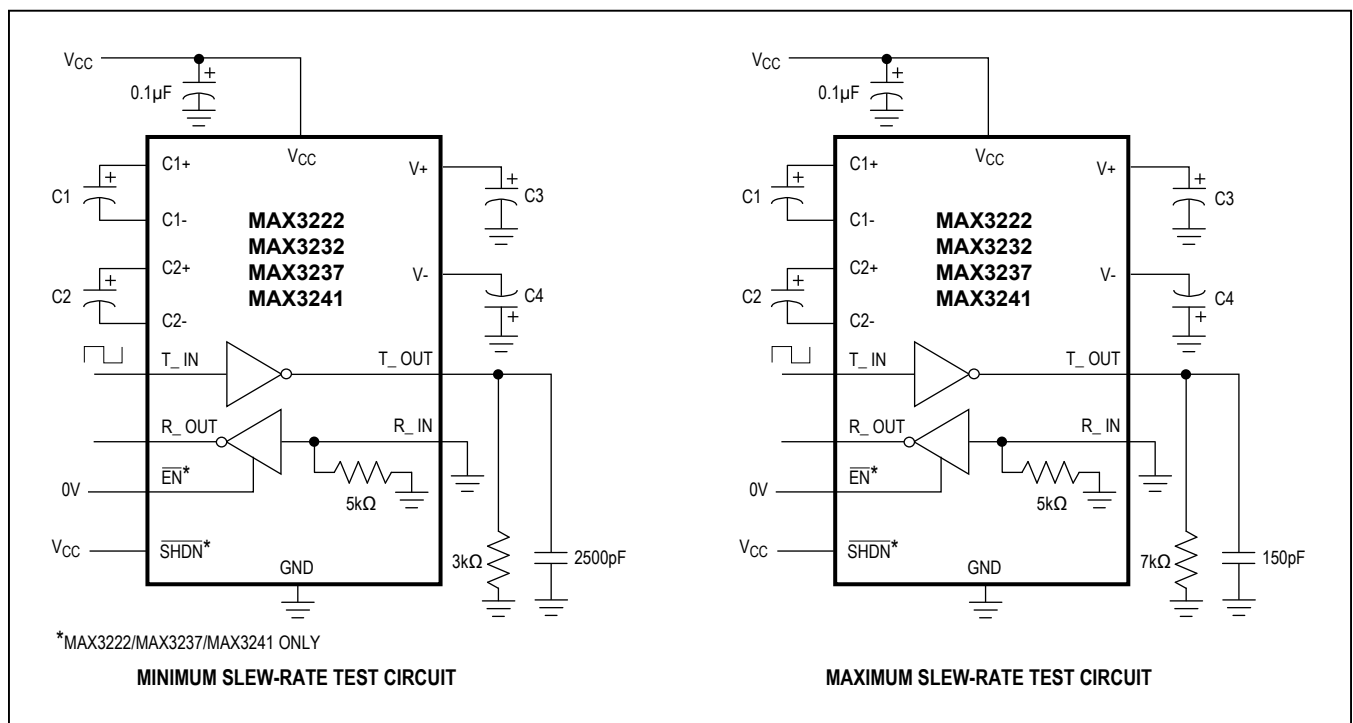 VCC
+
0.1µF
VCC
C1+
V+
+
C1
+
C3
C1-
MAX3222
MAX3232
MAX3237
MAX3241
C2+
V-
C2
+
C4
+
C2-
T_ IN
T_ OUT
R_ OUT
R_ IN
EN*
0V
5kΩ
VCC
SHDN*
3kΩ
2500pF
GND
*MAX3222/MAX3237/MAX3241 ONLY
MINIMUM SLEW-RATE TEST CIRCUIT
VCC
+
0.1µF
VCC
C1+
V+
+
C1
+
C3
C1-
MAX3222
MAX3232
MAX3237
MAX3241
C2+
V-
C2
+
C4
+
C2-
T_ IN
T_ OUT
R_ OUT
R_ IN
EN*
0V
5kΩ
VCC
SHDN*
7kΩ
150pF
GND
MAXIMUM SLEW-RATE TEST CIRCUIT